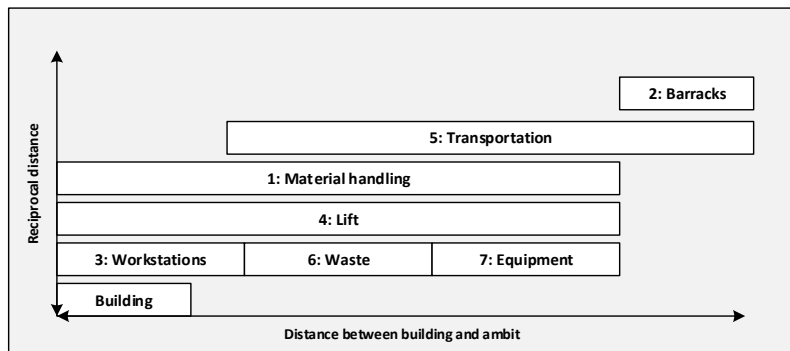 2: Barracks
5: Transportation
1: Material handling
4: Lift
3: Workstations
6: Waste
7: Equipment
Building
Reciprocal distance
Distance between building and ambit